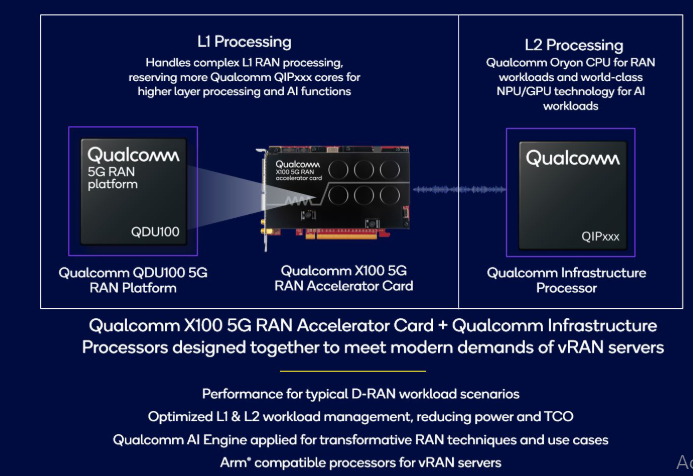 L1 Processing
Handles complex L1 RAN processing,
reserving more Qualcomm QIPxxx cores for
higher layer processing and AI functions
Qualcomm
5G RAN
platform
QDU100
Qualcomm QDU100 5G
RAN Platform
Qualcomm
X100 5G RAN
accelerator card
Qualcomm X100 5G
RAN Accelerator Card
L2 Processing
Qualcomm Oryon CPU for RAN
workloads and world-class
NPU/GPU technology for AI
workloads
Qualcomm
QIPxxx
Qualcomm Infrastructure
Processor
Qualcomm X100 5G RAN Accelerator Card + Qualcomm Infrastructure
Processors designed together to meet modern demands of vRAN servers
Performance for typical D-RAN workload scenarios
Optimized L1 & L2 workload management, reducing power and TCO
Qualcomm AI Engine applied for transformative RAN techniques and use cases
Arm* compatible processors for vRAN servers